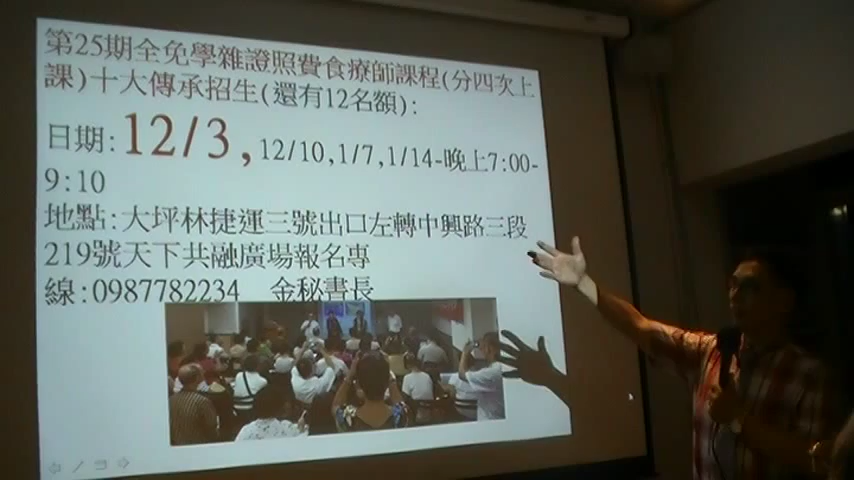 第25期全免學雜證照費食療師課程(分四次上
課)十大傳承招生(還有12名額):
日期:12/3,12/10,1/7,1/14-晚上7:00-
9:10
地點:大坪林捷運三號出口左轉中興路三段
219號天下共融廣場報名專
線:0987782234 金秘書長